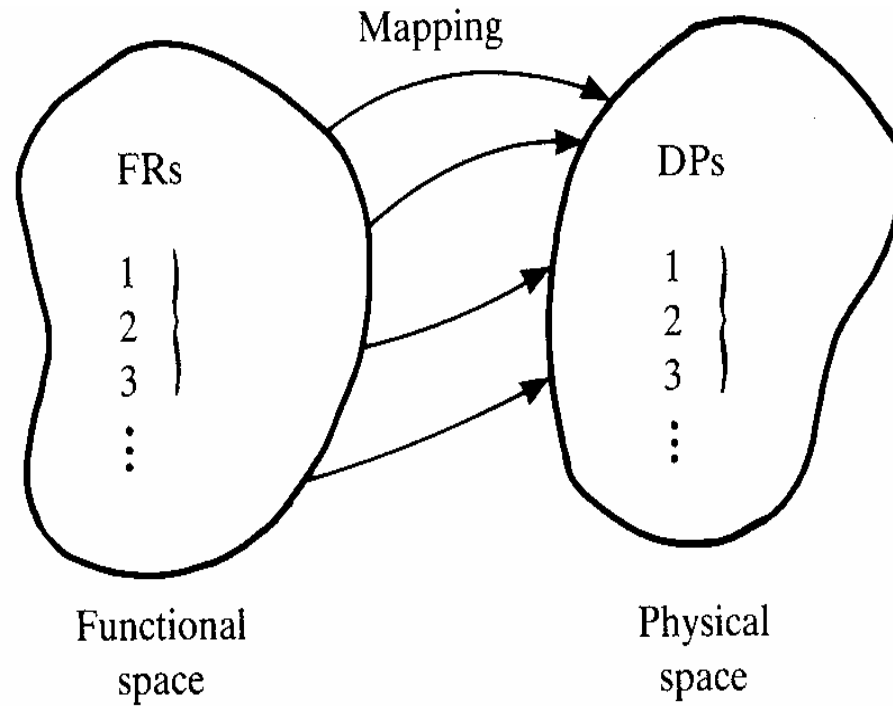 Mapping
FRs
1
2
3
⋮
Functional
space
DPs
1
2
3
⋮
Physical
space